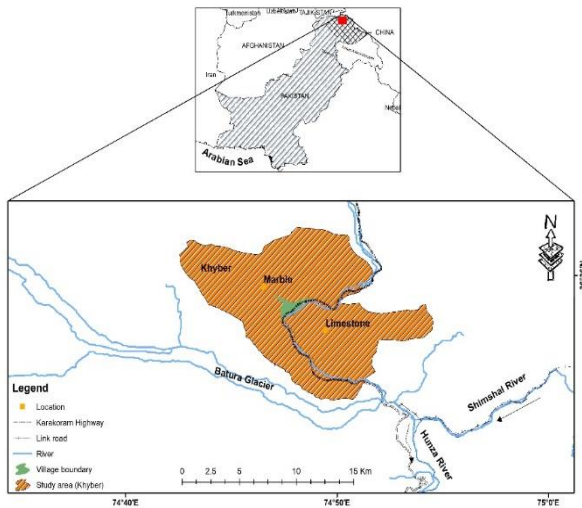 Turkmenistan
TAJIKISTAN
CHINA
AFGHANISTAN
Iran
PAKISTAN
Nepal
Arabian Sea
N
Khyber
Marble
Limestone
Batura Glacier
Shimshal River
Hunza River
Legend
Location
Karakoram Highway
Link road
River
Village boundary
Study area (Khyber)
0 2.5 5 10 15 Km
74°40'E 74°50'E 75°0'E